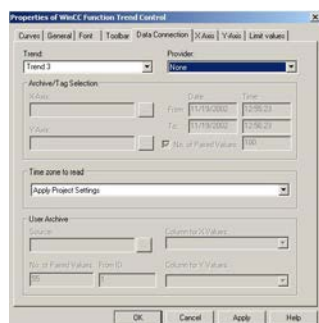 Properties of WinCC Function Trend Control
Curves General Font Toolbar Data Connection X Axis Y-Axis Limit values
Trend: Provider:
Trend 3 None
Archive/Tag Selection
X-Axis: Date: Time:
From: 11/19/2002 12:55:23
Y-Axis: To: 11/19/2002 12:56:23
No. of Paired Values: 100
Time zone to read
Apply Project Settings
User Archive
Source: Column for X Values:
No. of Paired Values: From ID: Column for Y Values:
1
OK Cancel Apply Help